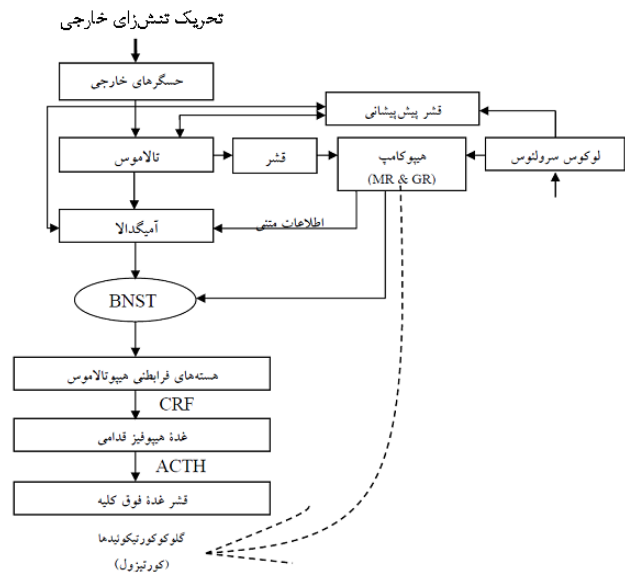 تحریک تنش‌زای خارجی
حسگرهای خارجی
قشر پیش‌پیشانی
تالاموس
قشر
هیپوکامپ
(MR & GR)
لوکوس سرولئوس
آمیگدالا
اطلاعات متنی
BNST
هسته‌های فرابطنی هیپوتالاموس
CRF
غدهٔ هیپوفیز قدامی
ACTH
قشر غدهٔ فوق کلیه
گلوکوکورتیکوئیدها
(کورتیزول)